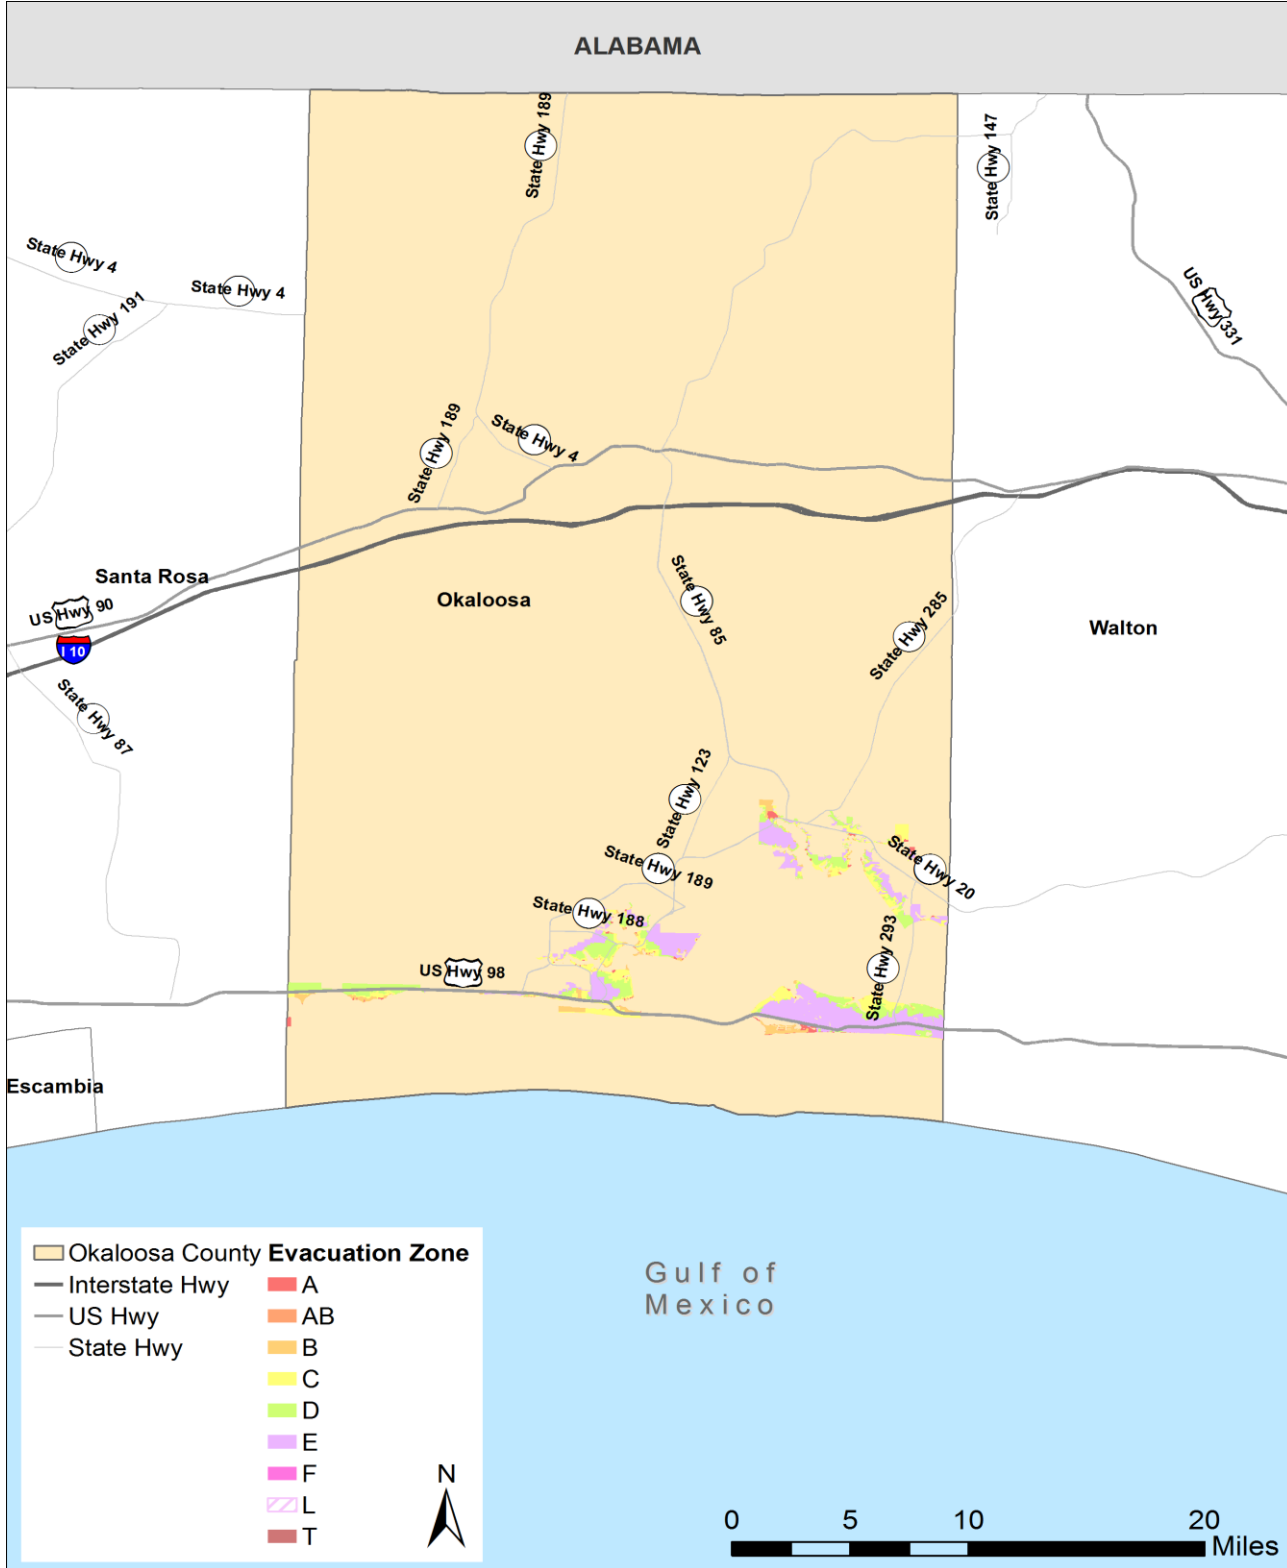 ALABAMA
State Hwy 189
State Hwy 147
State Hwy 4
State Hwy 4
US Hwy 331
State Hwy 191
State Hwy 189
State Hwy 4
Santa Rosa
Okaloosa
State Hwy 85
State Hwy 285
Walton
US Hwy 90
I 10
State Hwy 87
State Hwy 123
State Hwy 189
State Hwy 20
State Hwy 188
State Hwy 293
US Hwy 98
Escambia
Gulf of
Mexico
Okaloosa County
Interstate Hwy
US Hwy
State Hwy
Evacuation Zone
A
AB
B
C
D
E
F
L
T
N
0 5 10 20
Miles